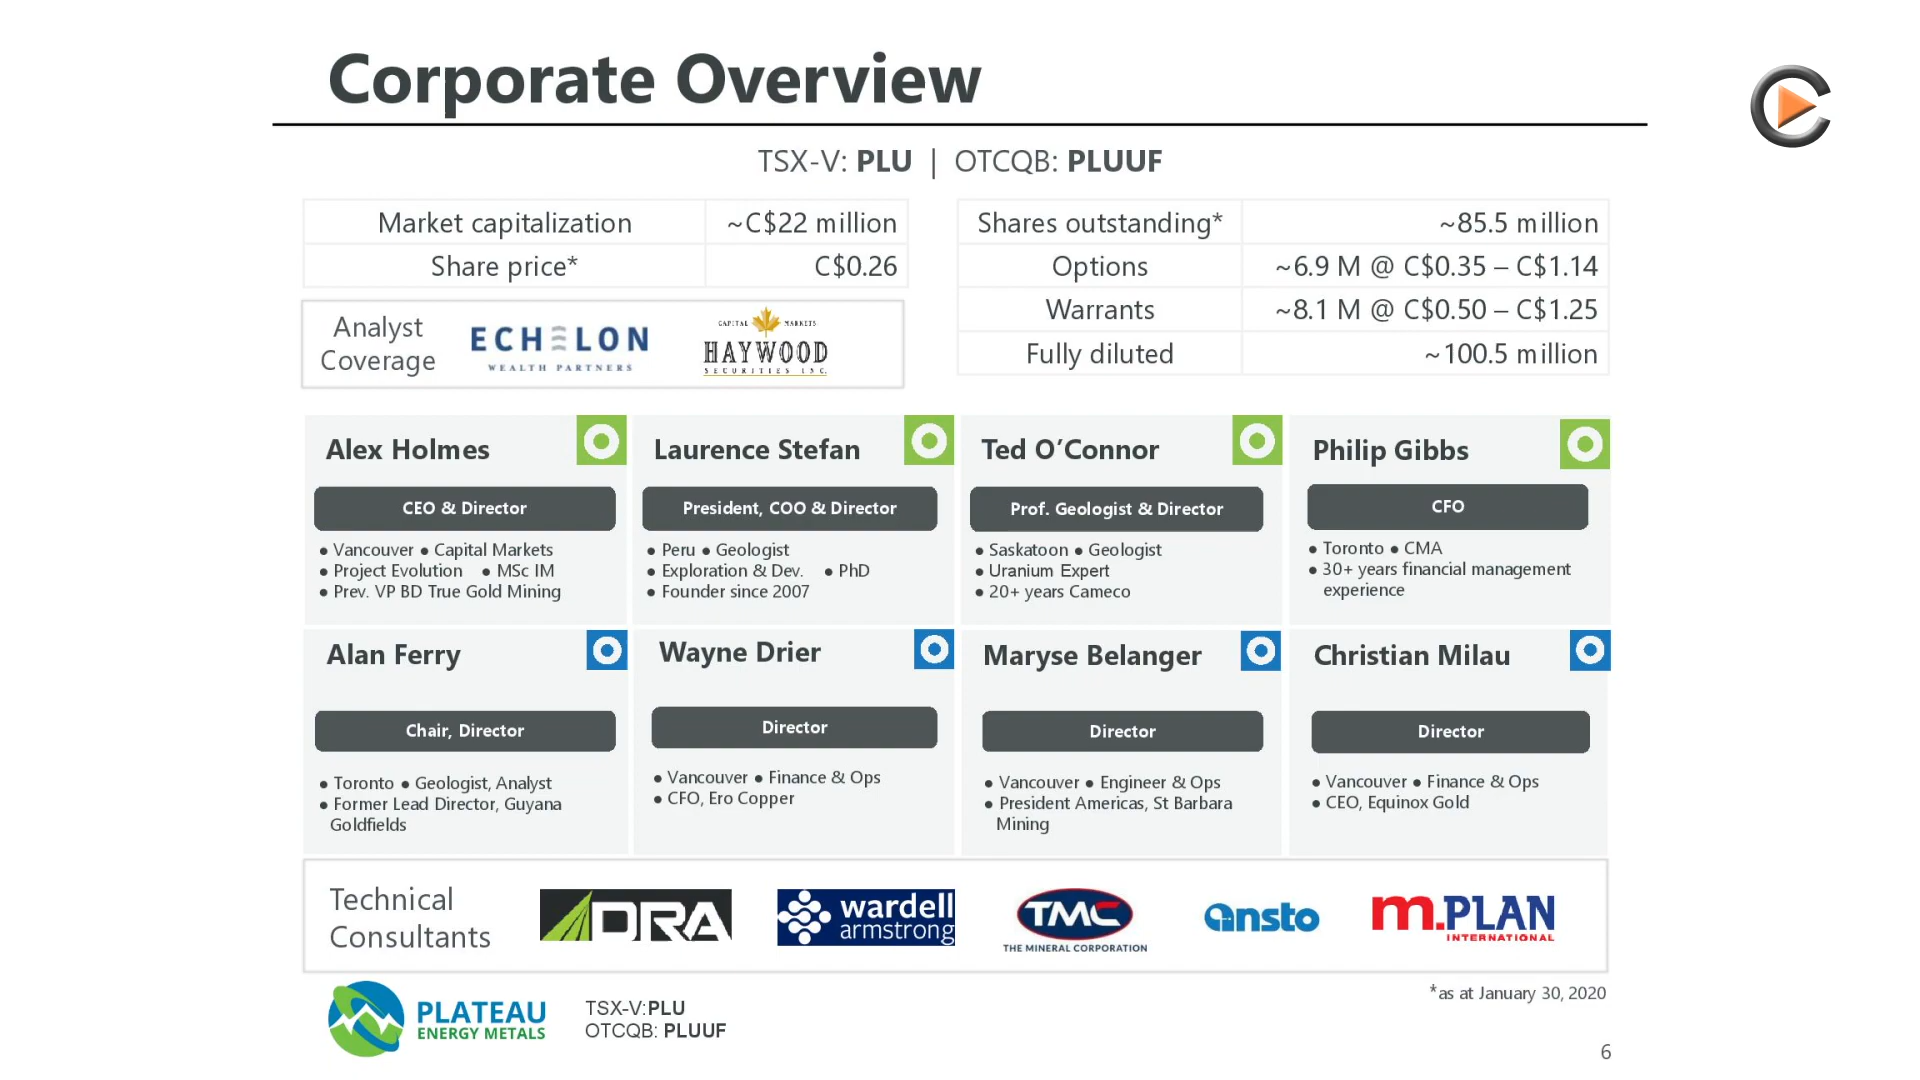 Corporate Overview
TSX-V: PLU | OTCQB: PLUUF
Market capitalization ~C$22 million
Share price* C$0.26
Shares outstanding* ~85.5 million
Options ~6.9 M @ C$0.35 – C$1.14
Warrants ~8.1 M @ C$0.50 – C$1.25
Fully diluted ~100.5 million
Analyst
Coverage
ECHELON
WEALTH PARTNERS
CAPITAL MARKETS
HAYWOOD
SECURITIES INC.
Alex Holmes
CEO & Director
● Vancouver ● Capital Markets
● Project Evolution ● MSc IM
● Prev. VP BD True Gold Mining
Laurence Stefan
President, COO & Director
● Peru ● Geologist
● Exploration & Dev. ● PhD
● Founder since 2007
Ted O’Connor
Prof. Geologist & Director
● Saskatoon ● Geologist
● Uranium Expert
● 20+ years Cameco
Philip Gibbs
CFO
● Toronto ● CMA
● 30+ years financial management
experience
Alan Ferry
Chair, Director
● Toronto ● Geologist, Analyst
● Former Lead Director, Guyana
Goldfields
Wayne Drier
Director
● Vancouver ● Finance & Ops
● CFO, Ero Copper
Maryse Belanger
Director
● Vancouver ● Engineer & Ops
● President Americas, St Barbara
Mining
Christian Milau
Director
● Vancouver ● Finance & Ops
● CEO, Equinox Gold
Technical
Consultants
DRA
wardell
armstrong
TMC
THE MINERAL CORPORATION
ansto
m.PLAN
INTERNATIONAL
*as at January 30, 2020
PLATEAU
ENERGY METALS
TSX-V:PLU
OTCQB: PLUUF
6